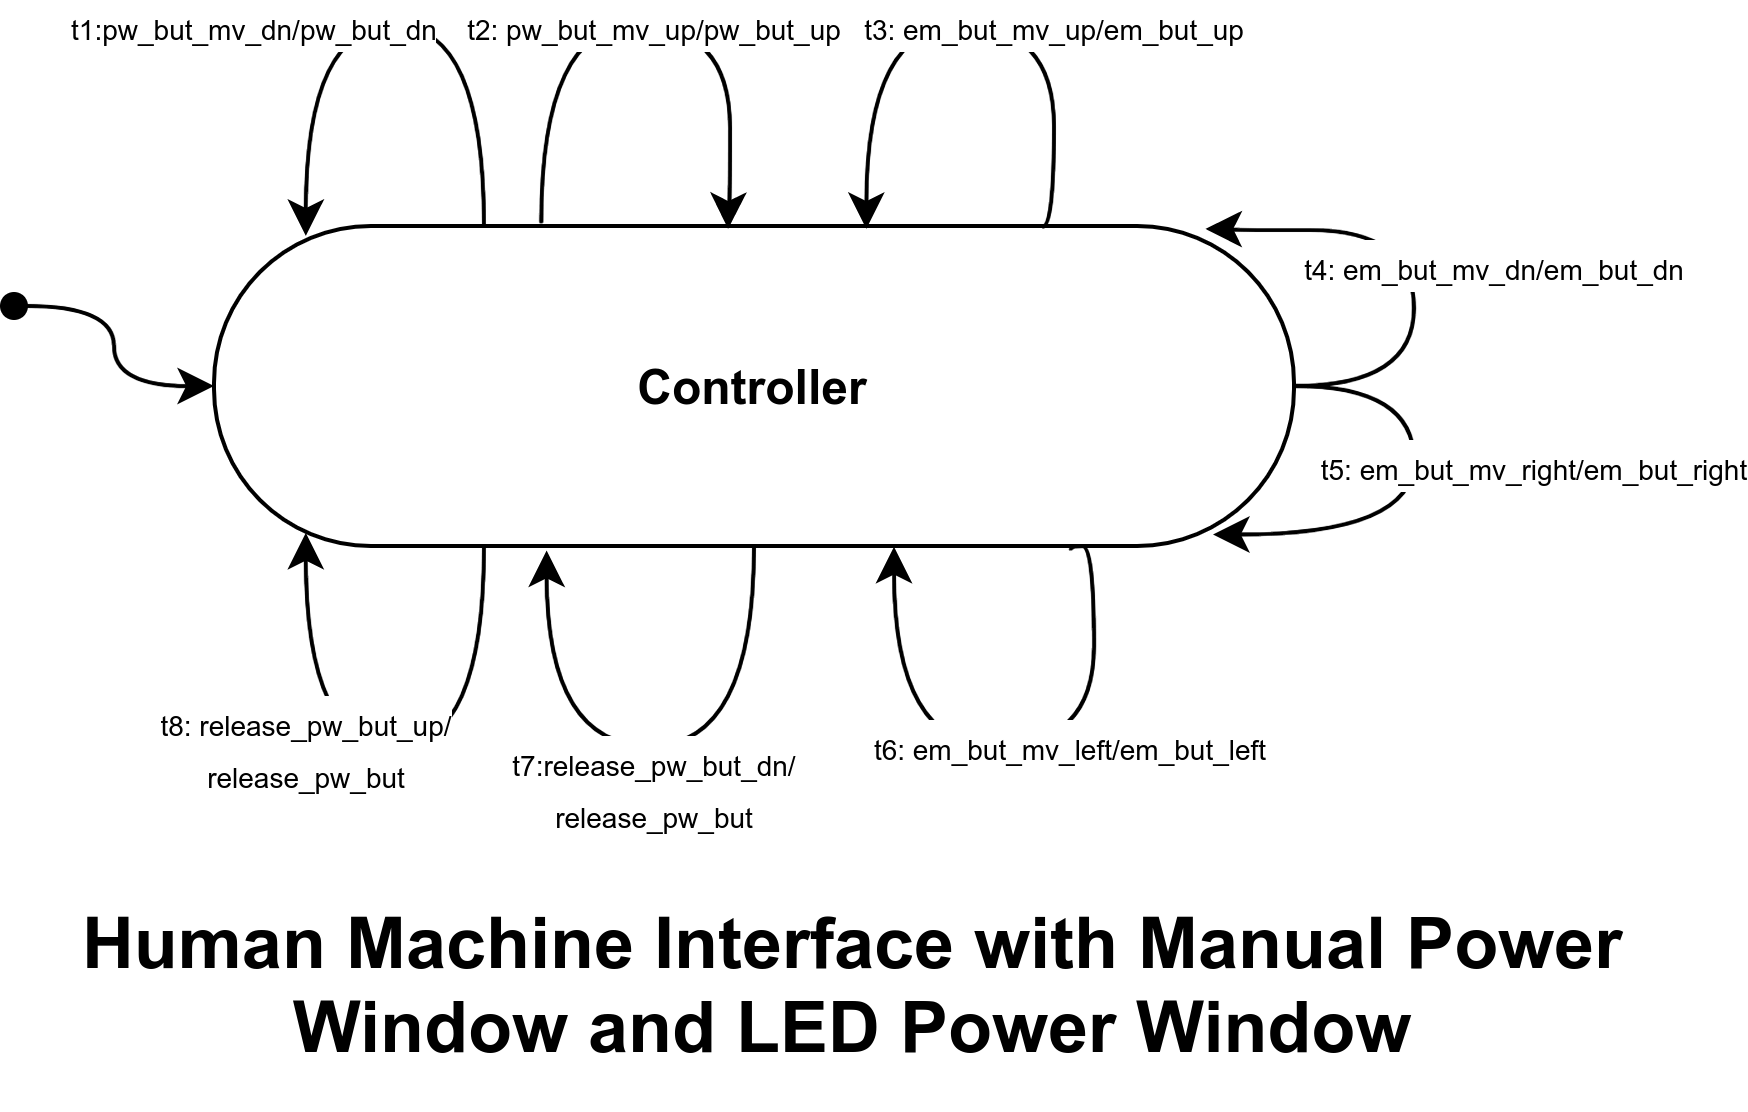 t1:pw_but_mv_dn/pw_but_dn
t2: pw_but_mv_up/pw_but_up
t3: em_but_mv_up/em_but_up
t4: em_but_mv_dn/em_but_dn
Controller
t5: em_but_mv_right/em_but_right
t8: release_pw_but_up/
release_pw_but
t7:release_pw_but_dn/
release_pw_but
t6: em_but_mv_left/em_but_left
Human Machine Interface with Manual Power
Window and LED Power Window